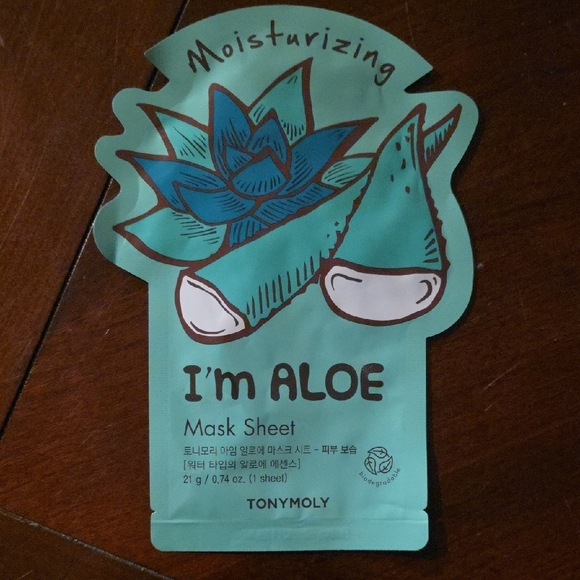 Moisturizing
I'm ALOE
Mask Sheet
토니모리 아임 알로에 마스크 시트 - 피부 보습
[워터 타입의 알로에 에센스]
21 g / 0.74 oz. (1 sheet)
biodegradable
TONYMOLY